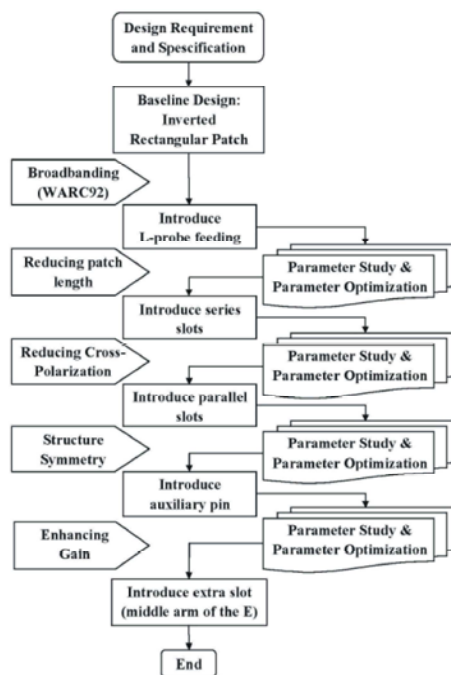 Design Requirement
and Spescification
Baseline Design:
Inverted
Rectangular Patch
Broadbanding
(WARC92)
Introduce
L-probe feeding
Reducing patch
length
Parameter Study &
Parameter Optimization
Introduce series
slots
Reducing Cross-
Polarization
Parameter Study &
Parameter Optimization
Introduce parallel
slots
Structure
Symmetry
Parameter Study &
Parameter Optimization
Introduce
auxiliary pin
Enhancing
Gain
Parameter Study &
Parameter Optimization
Introduce extra slot
(middle arm of the E)
End